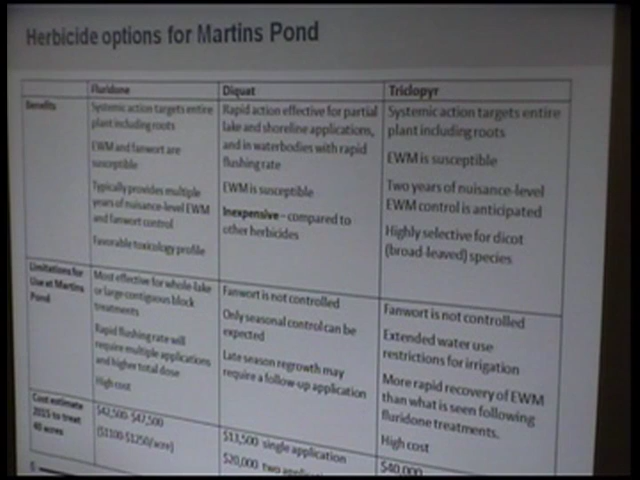 Herbicide options for Martins Pond
Fluridone
Diquat
Triclopyr
Benefits
Systemic action targets entire
plant including roots
EWM and fanwort are
susceptible
Typically provides multiple
years of nuisance-level EWM
and fanwort control
Favorable toxicology profile
Rapid action effective for partial
lake and shoreline applications,
and in waterbodies with rapid
flushing rate
EWM is susceptible
Inexpensive – compared to
other herbicides
Systemic action targets entire
plant including roots
EWM is susceptible
Two years of nuisance-level
EWM control is anticipated
Highly selective for dicot
(broad-leaved) species
Limitations for
Use at Martins
Pond
Most effective for whole-lake
or large contiguous block
treatments
Rapid flushing rate will
require multiple applications
and higher total dose
High cost
Fanwort is not controlled
Only seasonal control can be
expected
Late season regrowth may
require a follow-up application
Fanwort is not controlled
Extended water use
restrictions for irrigation
More rapid recovery of EWM
than what is seen following
fluridone treatments.
High cost
Cost estimate
2015 to treat
40 acres
$42,500- $47,500
($1100-$1250/acre)
$13,500 single application
$20,000 two
$40,000